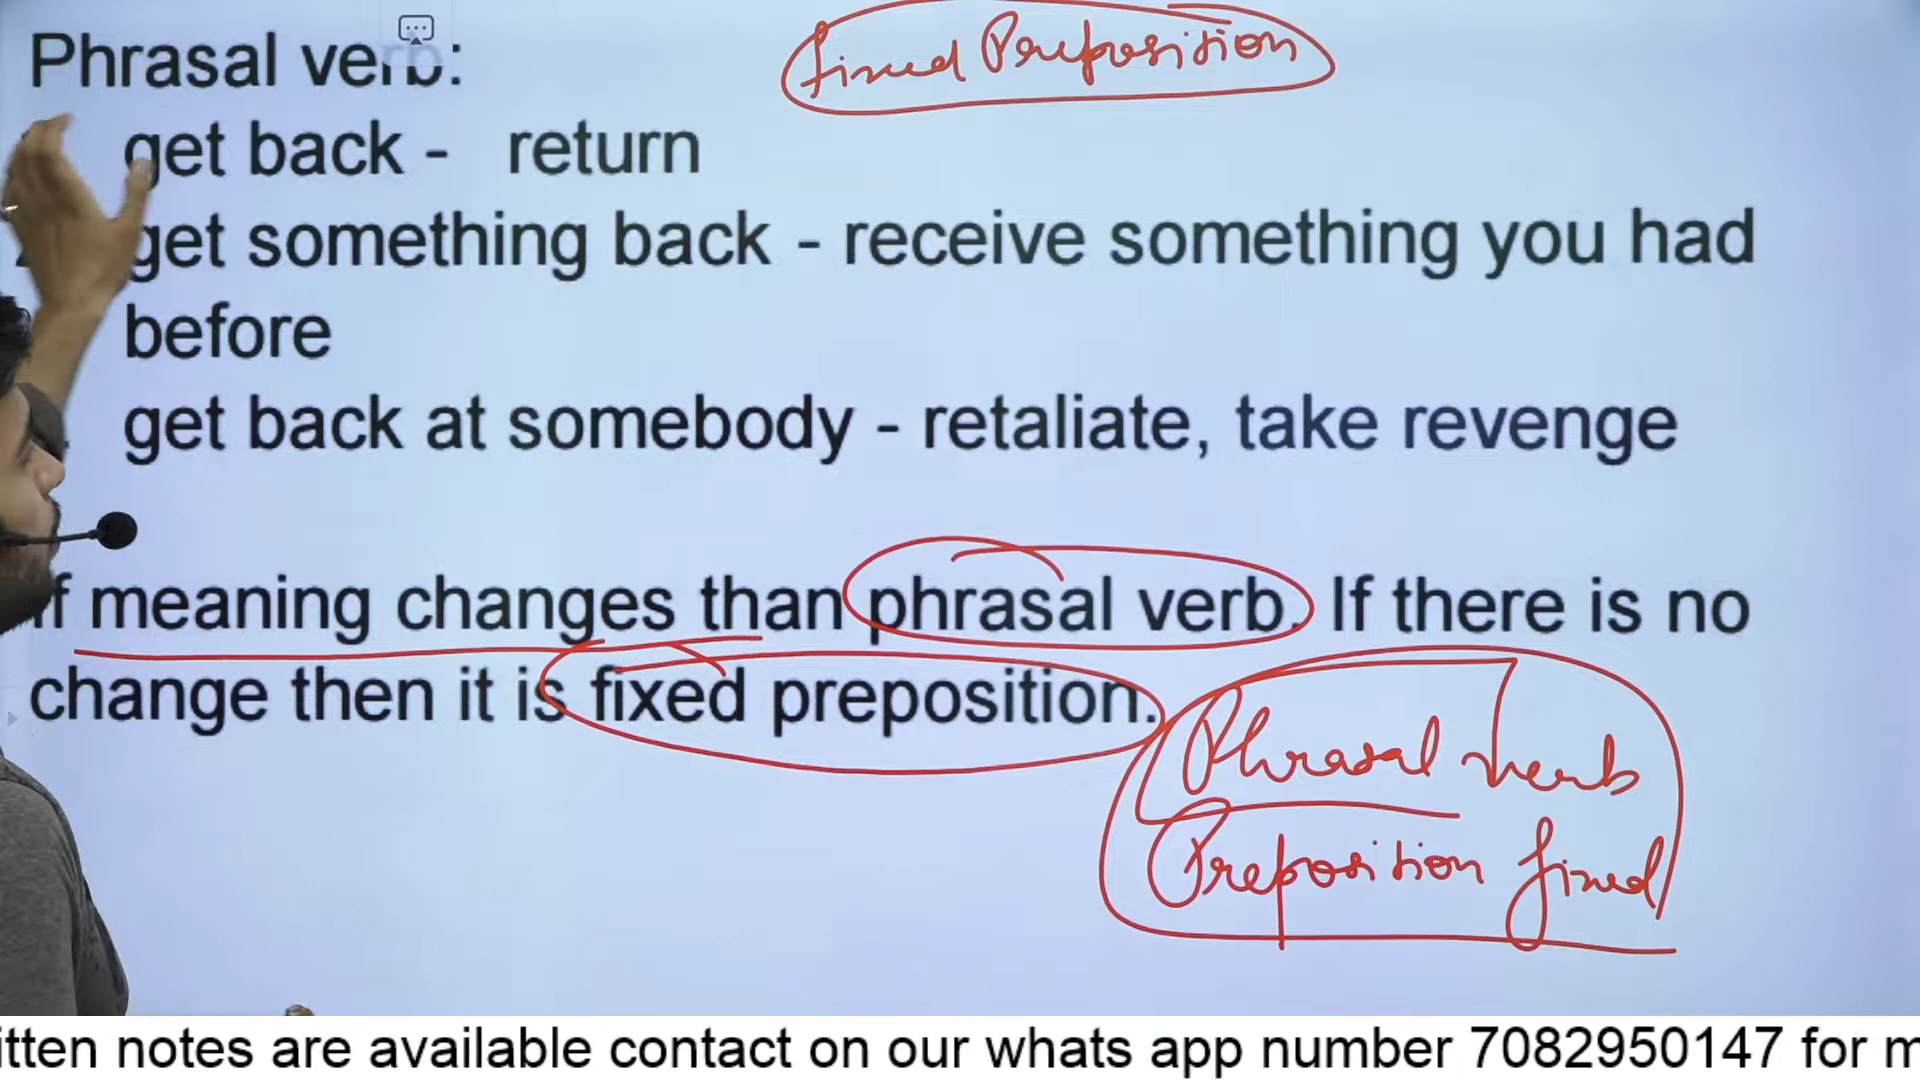 Phrasal verb:
fixed Preposition
get back - return
get something back - receive something you had
before
get back at somebody - retaliate, take revenge
If meaning changes than phrasal verb. If there is no
change then it is fixed preposition.
Phrasal verb
Preposition fixed
itten notes are available contact on our whats app number 7082950147 for m